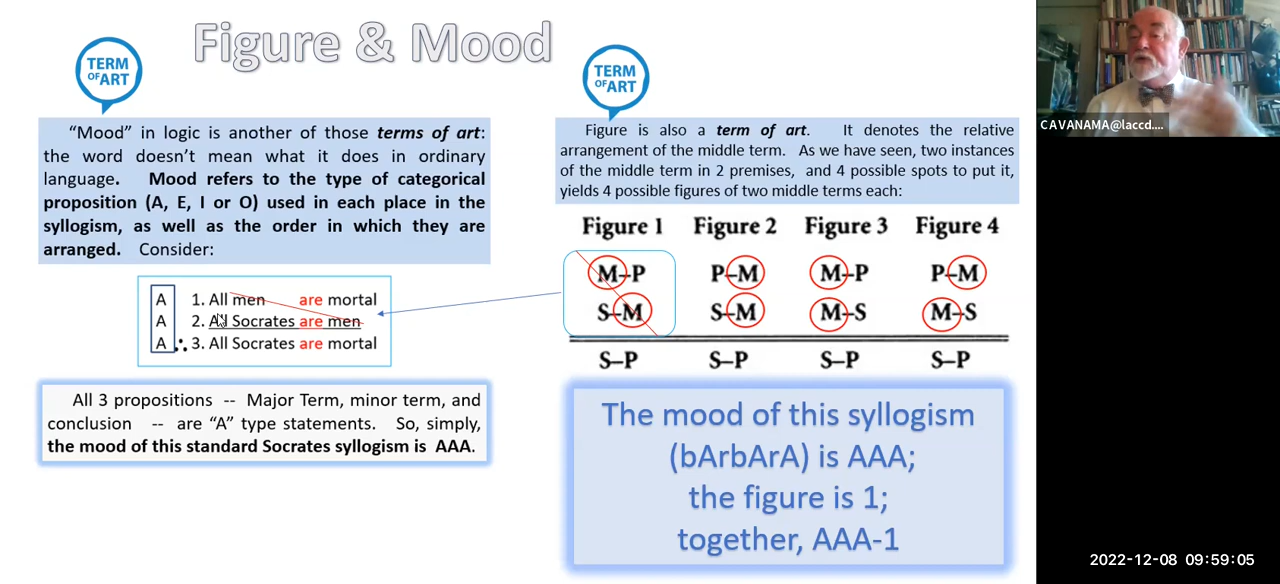 Figure & Mood
TERM
OF ART
"Mood" in logic is another of those terms of art:
the word doesn't mean what it does in ordinary
language. Mood refers to the type of categorical
proposition (A, E, I or O) used in each place in the
syllogism, as well as the order in which they are
arranged. Consider:
A 1. All men are mortal
A 2. All Socrates are men
A ∴ 3. All Socrates are mortal
All 3 propositions -- Major Term, minor term, and
conclusion -- are "A" type statements. So, simply,
the mood of this standard Socrates syllogism is AAA.
TERM
OF ART
Figure is also a term of art. It denotes the relative
arrangement of the middle term. As we have seen, two instances
of the middle term in 2 premises, and 4 possible spots to put it,
yields 4 possible figures of two middle terms each:
Figure 1 Figure 2 Figure 3 Figure 4
M–P P–M M–P P–M
S–M S–M M–S M–S
S–P S–P S–P S–P
The mood of this syllogism
(bArbArA) is AAA;
the figure is 1;
together, AAA-1
CAVANAMA@laccd....
2022-12-08 09:59:05